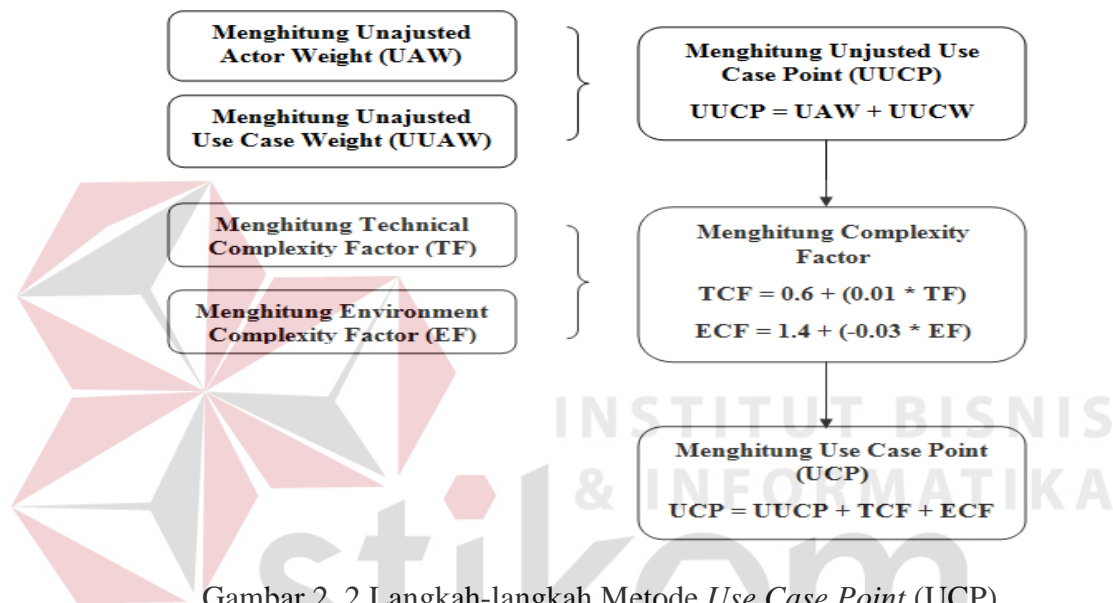 Menghitung Unajusted
Actor Weight (UAW)
Menghitung Unajusted
Use Case Weight (UUAW)
Menghitung Unjusted Use
Case Point (UUCP)
UUCP = UAW + UUCW
Menghitung Technical
Complexity Factor (TF)
Menghitung Environment
Complexity Factor (EF)
Menghitung Complexity
Factor
TCF = 0.6 + (0.01 * TF)
ECF = 1.4 + (-0.03 * EF)
INSTITUT BISNIS
& INFORMATIKA
Menghitung Use Case Point
(UCP)
UCP = UUCP + TCF + ECF
stikom
Gambar 2. 2 Langkah-langkah Metode Use Case Point (UCP)